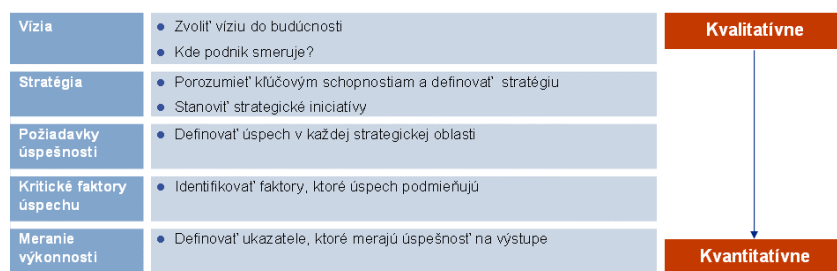 Vízia
Zvoliť víziu do budúcnosti
Kde podnik smeruje?
Kvalitatívne
Stratégia
Porozumieť kľúčovým schopnostiam a definovať stratégiu
Stanoviť strategické iniciatívy
Požiadavky
úspešnosti
Definovať úspech v každej strategickej oblasti
Kritické faktory
úspechu
Identifikovať faktory, ktoré úspech podmieňujú
Meranie
výkonnosti
Definovať ukazatele, ktoré merajú úspešnosť na výstupe
Kvantitatívne